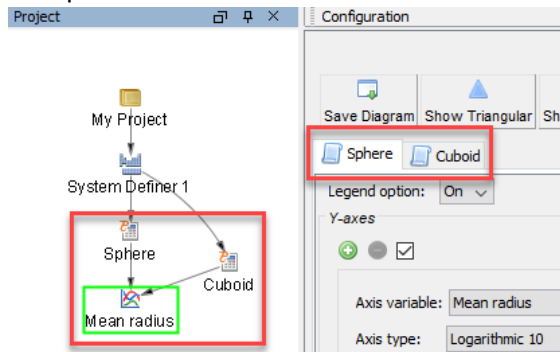 Project
Configuration
My Project
System Definer 1
Sphere
Cuboid
Mean radius
Save Diagram
Show Triangular
Sh
Sphere
Cuboid
Legend option: On
Y-axes
Axis variable: Mean radius
Axis type: Logarithmic 10